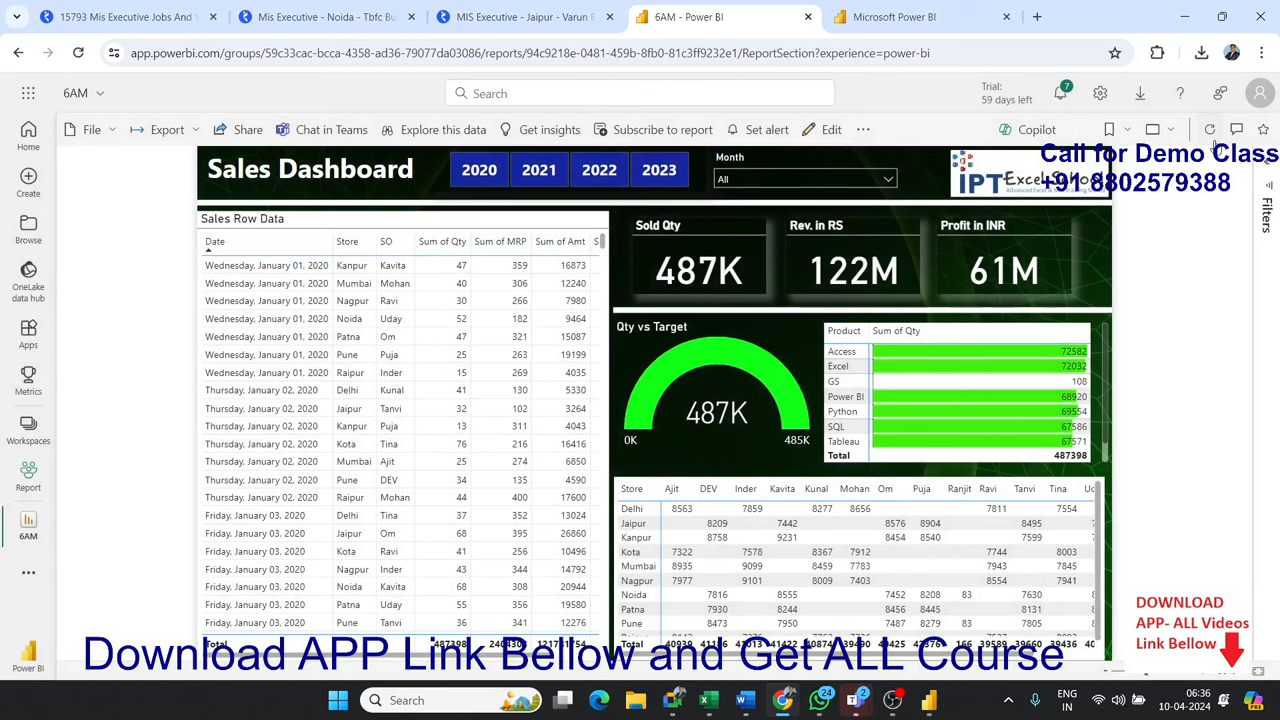 15793 Mis Executive Jobs And V
Mis Executive - Noida - Tbfc Bu
MIS Executive - Jaipur - Varun B
6AM - Power BI
Microsoft Power BI
app.powerbi.com/groups/59c33cac-bcca-4358-ad36-79077da03086/reports/94c9218e-0481-459b-8fb0-81c3ff9232e1/ReportSection?experience=power-bi
6AM
Search
Trial:
59 days left
7
File
Export
Share
Chat in Teams
Explore this data
Get insights
Subscribe to report
Set alert
Edit
Copilot
Home
Create
Browse
OneLake
data hub
Apps
Metrics
Workspaces
Report
6AM
Power BI
Sales Dashboard
2020
2021
2022
2023
Month
All
IPT Excel School
Call for Demo Class
+91 8802579388
Filters
Sales Row Data
Date Store SO Sum of Qty Sum of MRP Sum of Amt S
Wednesday, January 01, 2020 Kanpur Kavita 47 359 16873
Wednesday, January 01, 2020 Mumbai Mohan 40 306 12240
Wednesday, January 01, 2020 Nagpur Ravi 30 266 7980
Wednesday, January 01, 2020 Noida Uday 52 182 9464
Wednesday, January 01, 2020 Patna Om 47 321 15087
Wednesday, January 01, 2020 Pune Puja 25 263 19199
Wednesday, January 01, 2020 Raipur Inder 15 269 4035
Thursday, January 02, 2020 Delhi Kunal 41 130 5330
Thursday, January 02, 2020 Jaipur Tanvi 32 102 3264
Thursday, January 02, 2020 Kanpur Puja 13 311 4043
Thursday, January 02, 2020 Kota Tina 76 216 16416
Thursday, January 02, 2020 Mumbai Ajit 25 274 6850
Thursday, January 02, 2020 Pune DEV 34 135 4590
Thursday, January 02, 2020 Raipur Mohan 44 400 17600
Friday, January 03, 2020 Delhi Tina 37 352 13024
Friday, January 03, 2020 Jaipur Om 68 395 26860
Friday, January 03, 2020 Kota Ravi 41 256 10496
Friday, January 03, 2020 Nagpur Inder 43 344 14792
Friday, January 03, 2020 Noida Kavita 68 308 20944
Friday, January 03, 2020 Patna Uday 55 356 19580
Friday, January 03, 2020 Pune Tanvi 36 341 12276
Sold Qty
487K
Rev. in RS
122M
Profit in INR
61M
Qty vs Target
487K
0K
485K
Product Sum of Qty
Access 72582
Excel 72032
GS 108
Power BI 68920
Python 69554
SQL 67586
Tableau 67571
Total 487398
Store Ajit DEV Inder Kavita Kunal Mohan Om Puja Ranjit Ravi Tanvi Tina
Delhi 8563 7859 8277 8656 7811 7554
Jaipur 8209 7442 8576 8904 8495
Kanpur 8758 9231 8454 8540 7599
Kota 7322 7578 8367 7912 7744 8003
Mumbai 8935 9099 8459 7783 7943 7845
Nagpur 7977 9101 8009 7403 8554 7941
Noida 7816 8555 7452 8208 83 7630
Patna 7930 8244 8456 8445 8131
Pune 8473 7950 7487 8279 83 7713
Download APP Link Bellow and Get ALL Course
DOWNLOAD
APP- ALL Videos
Link Bellow
Search
24
2
ENG
IN
06:36
10-04-2024